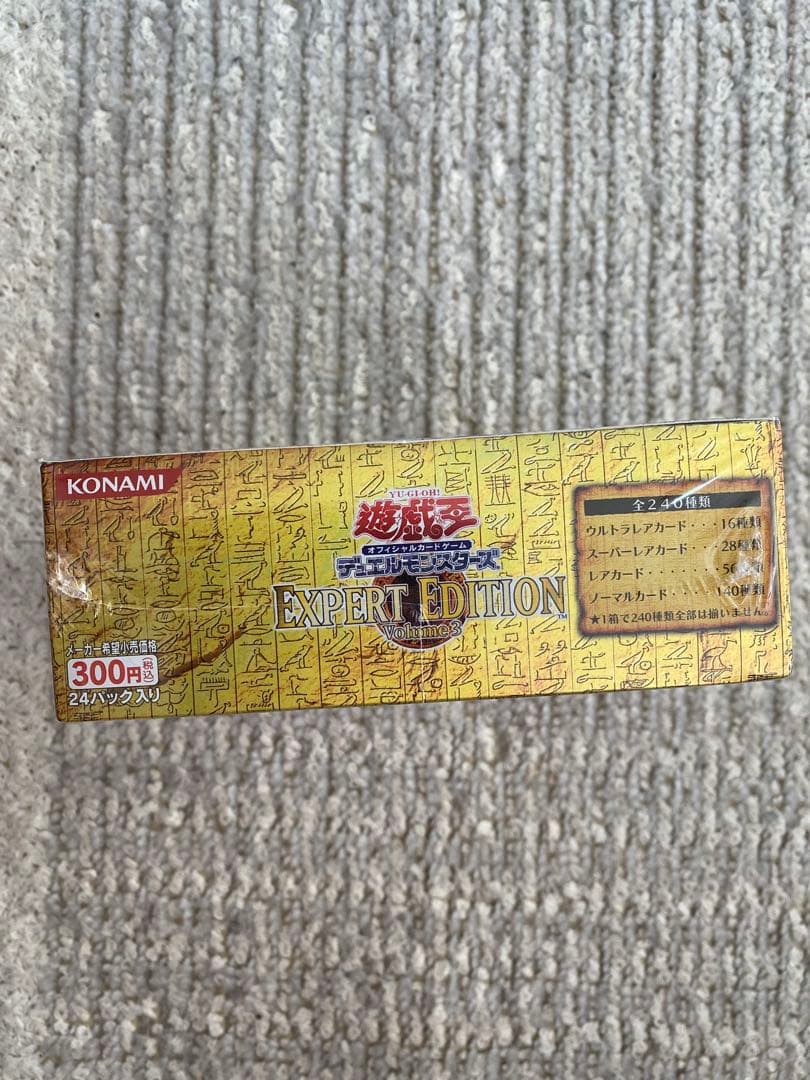 KONAMI
YU-GI-OH!
遊戯王
オフィシャルカードゲーム
デュエルモンスターズ
EXPERT EDITION™
Volume3
全240種類
ウルトラレアカード・・・16種類
スーパーレアカード・・・28種類
レアカード・・・・・・・56種類
ノーマルカード・・・・140種類
★1箱で240種類全部は揃いません。
メーカー希望小売価格
300円税込
24パック入り